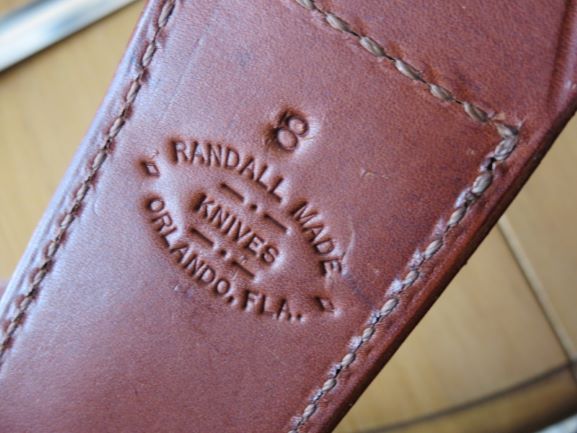 8
RANDALL MADE
KNIVES
ORLANDO, FLA.